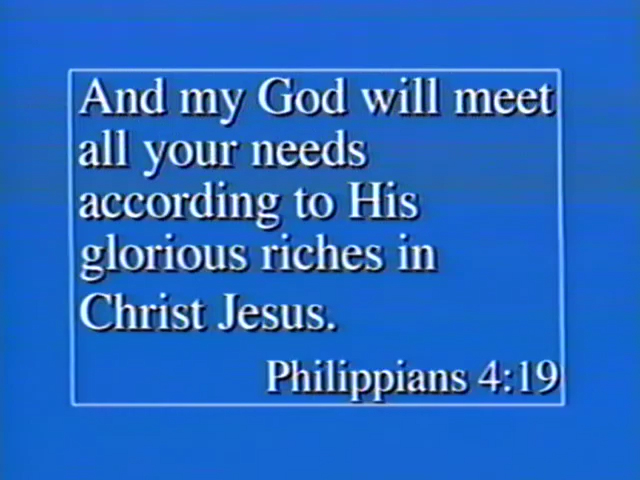 And my God will meet
all your needs
according to His
glorious riches in
Christ Jesus.
Philippians 4:19